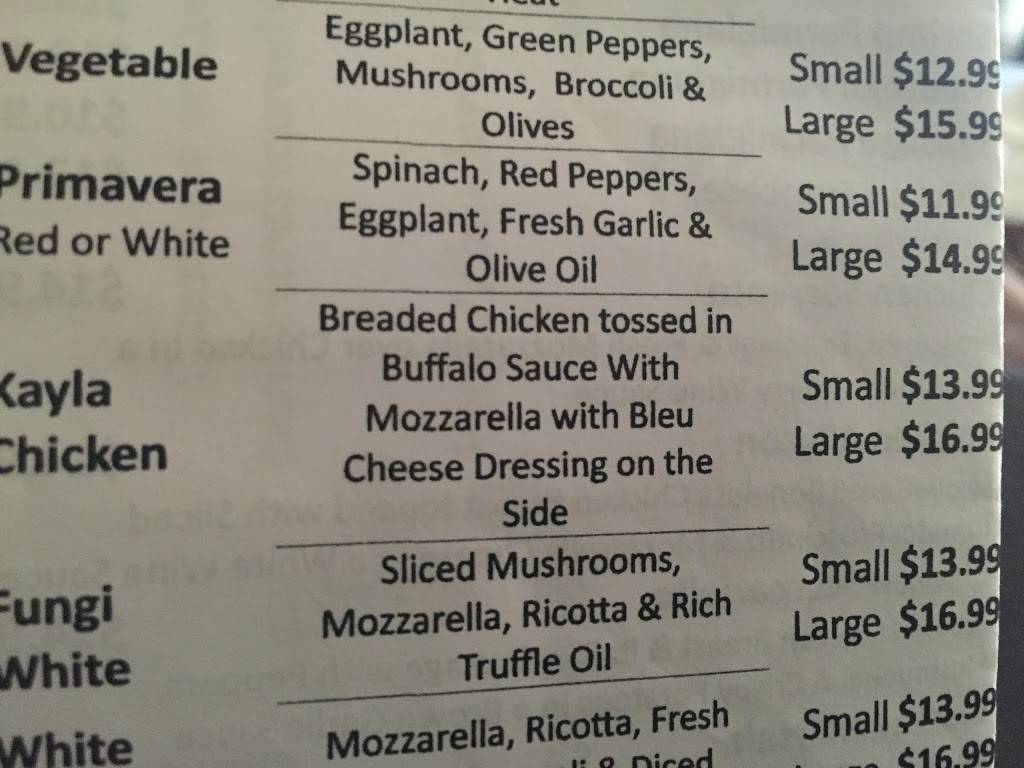 Vegetable
Eggplant, Green Peppers,
Mushrooms, Broccoli &
Olives
Small $12.99
Large $15.99
Primavera
Red or White
Spinach, Red Peppers,
Eggplant, Fresh Garlic &
Olive Oil
Small $11.99
Large $14.99
Kayla
Chicken
Breaded Chicken tossed in
Buffalo Sauce With
Mozzarella with Bleu
Cheese Dressing on the
Side
Small $13.99
Large $16.99
Fungi
White
Sliced Mushrooms,
Mozzarella, Ricotta & Rich
Truffle Oil
Small $13.99
Large $16.99
White
Mozzarella, Ricotta, Fresh
& Diced
Small $13.99
$16.99